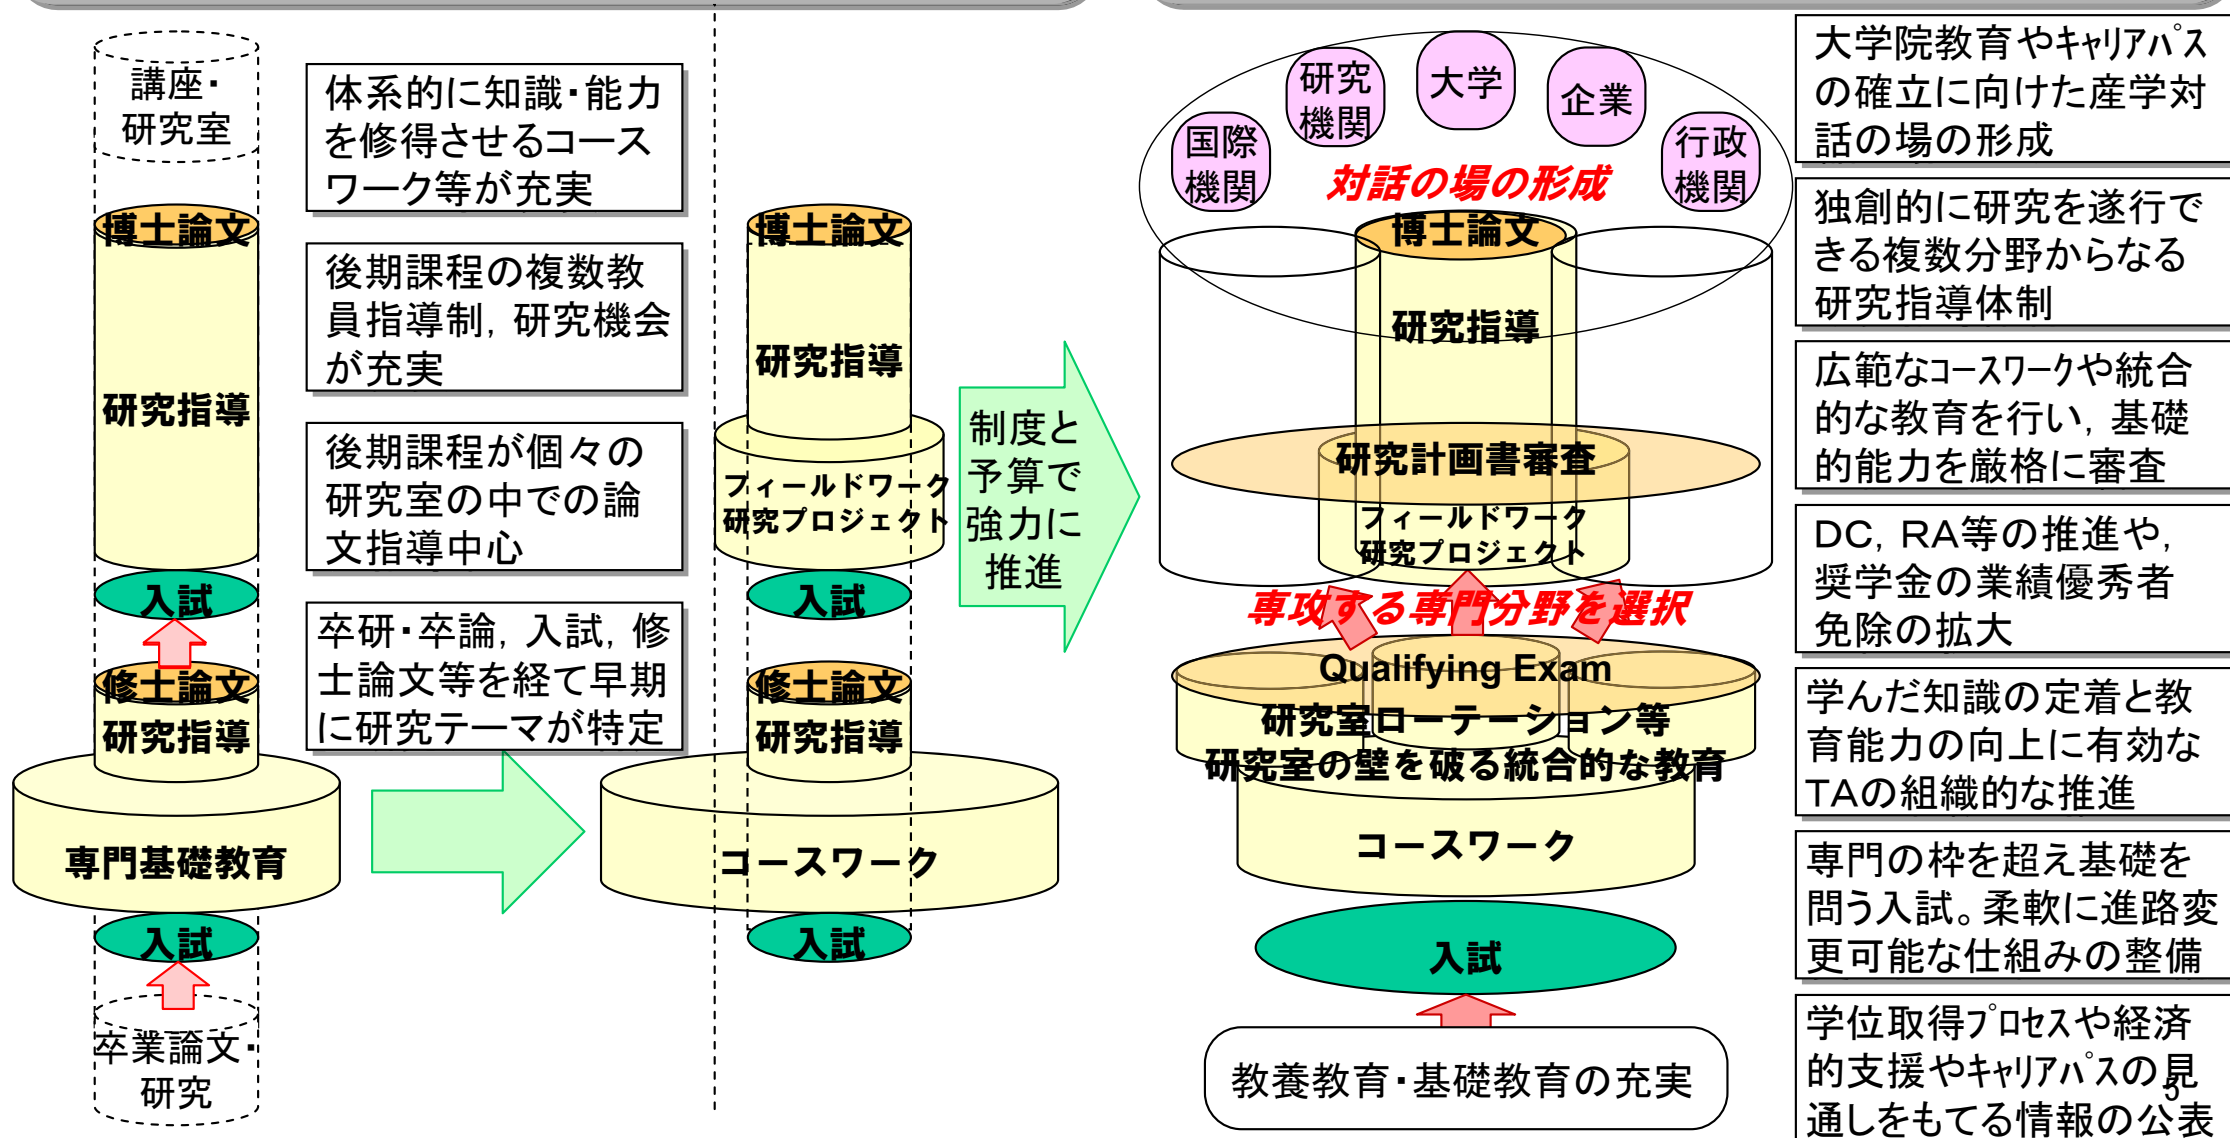 講座・
研究室
博士論文
研究指導
入試
修士論文
研究指導
専門基礎教育
入試
卒業論文・
研究
体系的に知識・能力
を修得させるコース
ワーク等が充実
後期課程の複数教
員指導制，研究機会
が充実
後期課程が個々の
研究室の中での論
文指導中心
卒研・卒論，入試，修
士論文等を経て早期
に研究テーマが特定
博士論文
研究指導
フィールドワーク
研究プロジェクト
入試
修士論文
研究指導
コースワーク
入試
制度と
予算で
強力に
推進
国際
機関
研究
機関
大学
企業
行政
機関
対話の場の形成
博士論文
研究指導
研究計画書審査
フィールドワーク
研究プロジェクト
専攻する専門分野を選択
Qualifying Exam
研究室ローテーション等
研究室の壁を破る統合的な教育
コースワーク
入試
教養教育・基礎教育の充実
大学院教育やｷｬﾘｱﾊﾟｽ
の確立に向けた産学対
話の場の形成
独創的に研究を遂行で
きる複数分野からなる
研究指導体制
広範なｺｰｽﾜｰｸや統合
的な教育を行い，基礎
的能力を厳格に審査
ＤＣ，ＲＡ等の推進や，
奨学金の業績優秀者
免除の拡大
学んだ知識の定着と教
育能力の向上に有効な
ＴＡの組織的な推進
専門の枠を超え基礎を
問う入試。柔軟に進路変
更可能な仕組みの整備
学位取得ﾌﾟﾛｾｽや経済
的支援やｷｬﾘｱﾊﾟｽの見
通しをもてる情報の公表
5